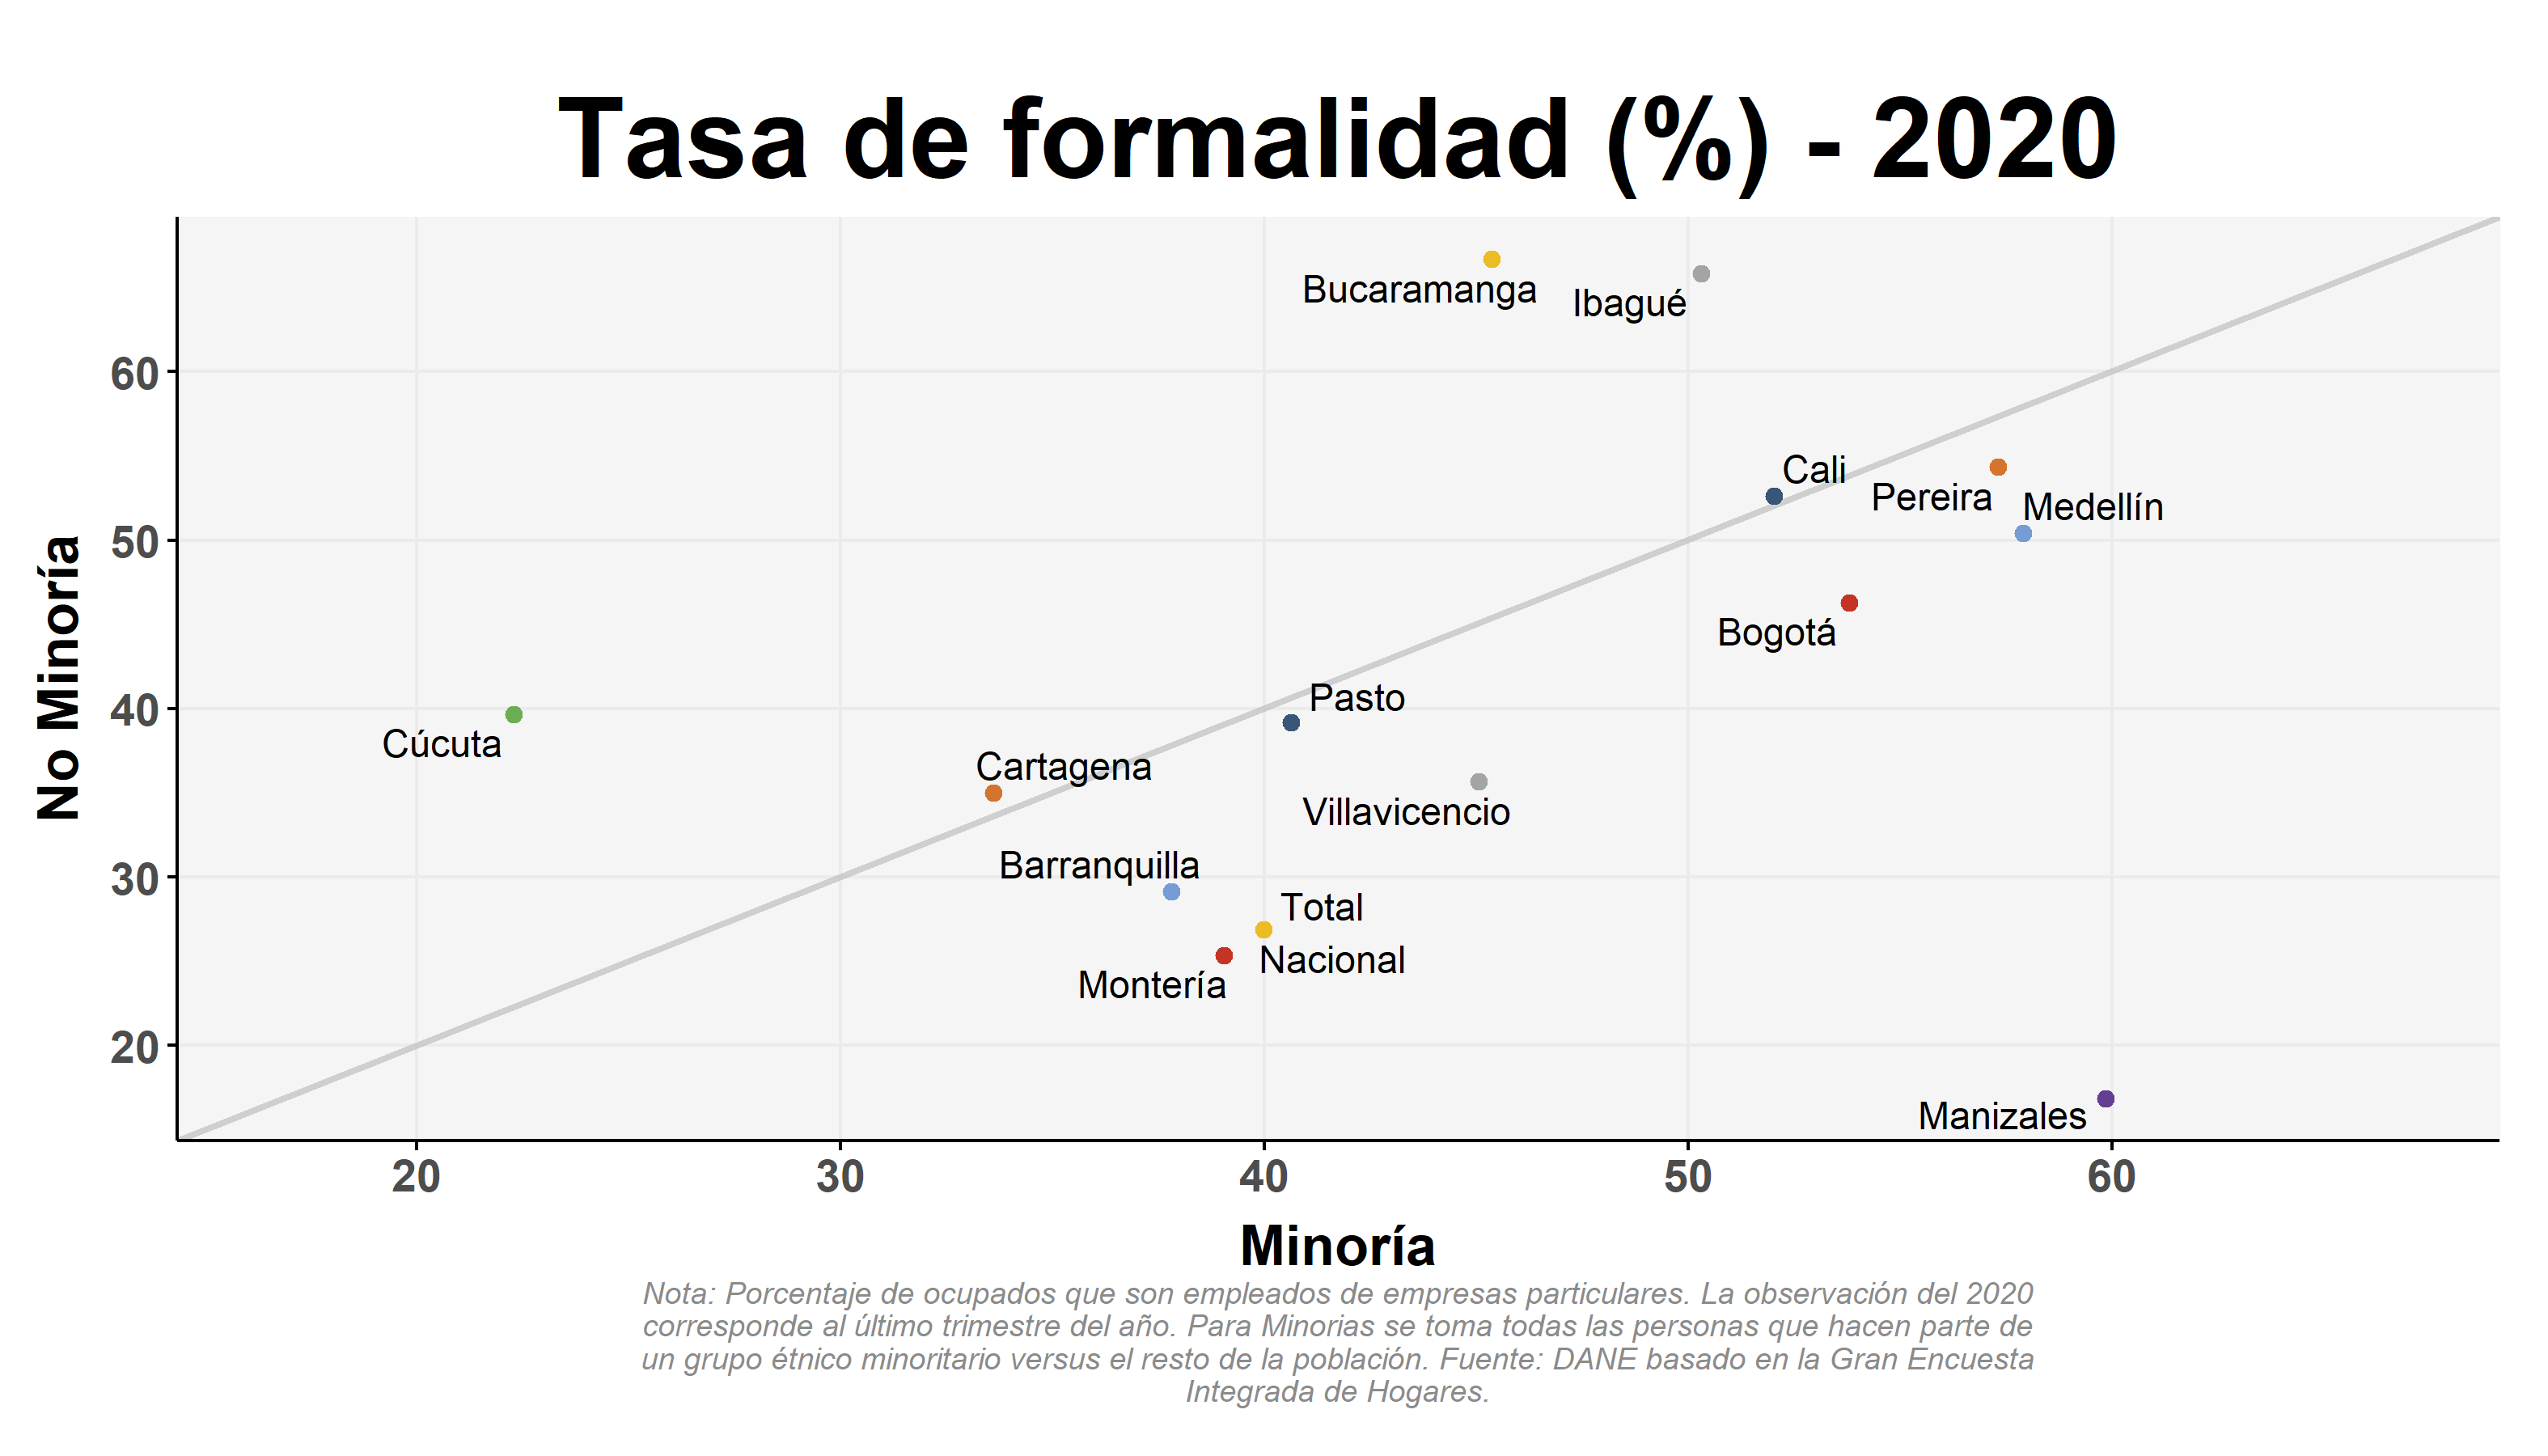 Tasa de formalidad (%) - 2020
No Minoría
60
50
40
30
20
Bucaramanga
Ibagué
Cali
Pereira
Medellín
Bogotá
Pasto
Cúcuta
Cartagena
Villavicencio
Barranquilla
Total
Nacional
Montería
Manizales
20
30
40
50
60
Minoría
Nota: Porcentaje de ocupados que son empleados de empresas particulares. La observación del 2020
corresponde al último trimestre del año. Para Minorias se toma todas las personas que hacen parte de
un grupo étnico minoritario versus el resto de la población. Fuente: DANE basado en la Gran Encuesta
Integrada de Hogares.